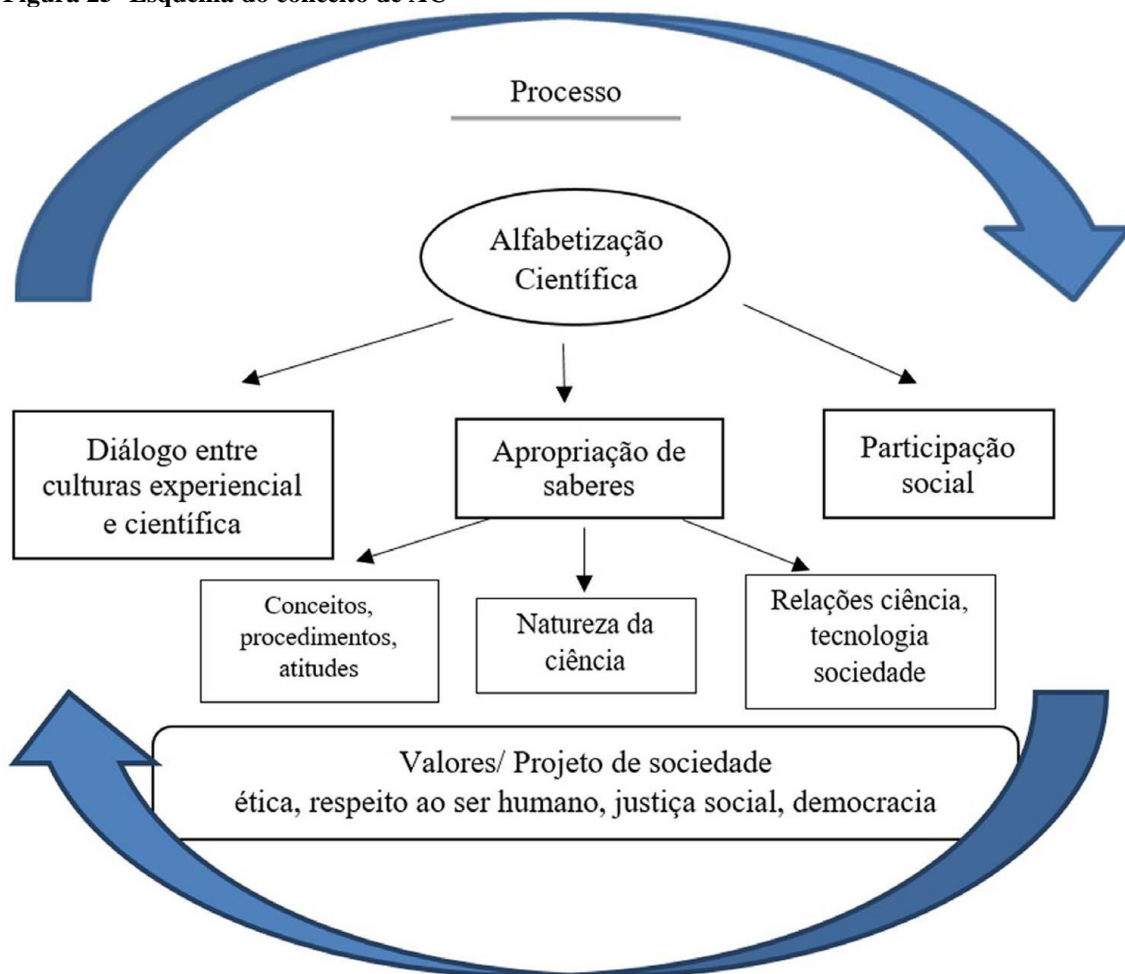 Figura 23- Esquema do conceito de AC
Processo
Alfabetização
Científica
Diálogo entre
culturas experiencial
e científica
Apropriação de
saberes
Participação
social
Conceitos,
procedimentos,
atitudes
Natureza da
ciência
Relações ciência,
tecnologia
sociedade
Valores/ Projeto de sociedade
ética, respeito ao ser humano, justiça social, democracia